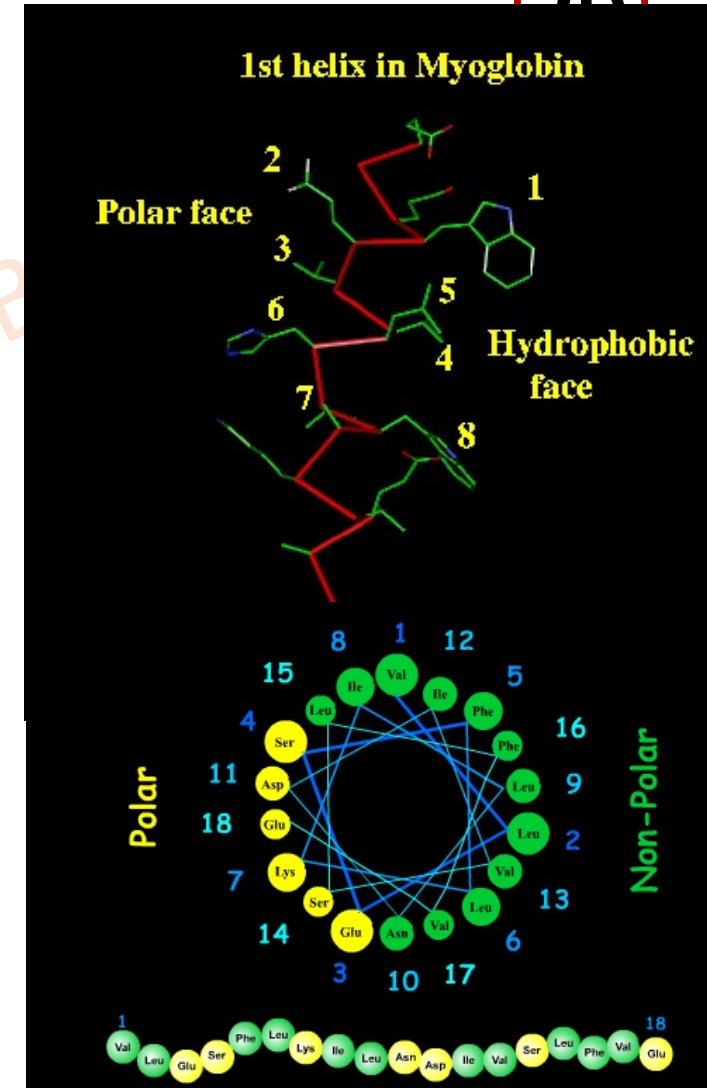 1st helix in Myoglobin
2
1
Polar face
3
5
6
Hydrophobic
face
4
7
8
8 1 12
15 5
4 16
11 9
18 2
7 13
14 6
3 10 17
Val
Ile
Phe
Phe
Leu
Leu
Val
Leu
Val
Asn
Glu
Ser
Lys
Glu
Asp
Ser
Leu
Ile
Polar
Non-Polar
1 18
Val Leu Glu Ser Phe Leu Lys Ile Leu Asn Asp Ile Val Ser Leu Phe Val Glu